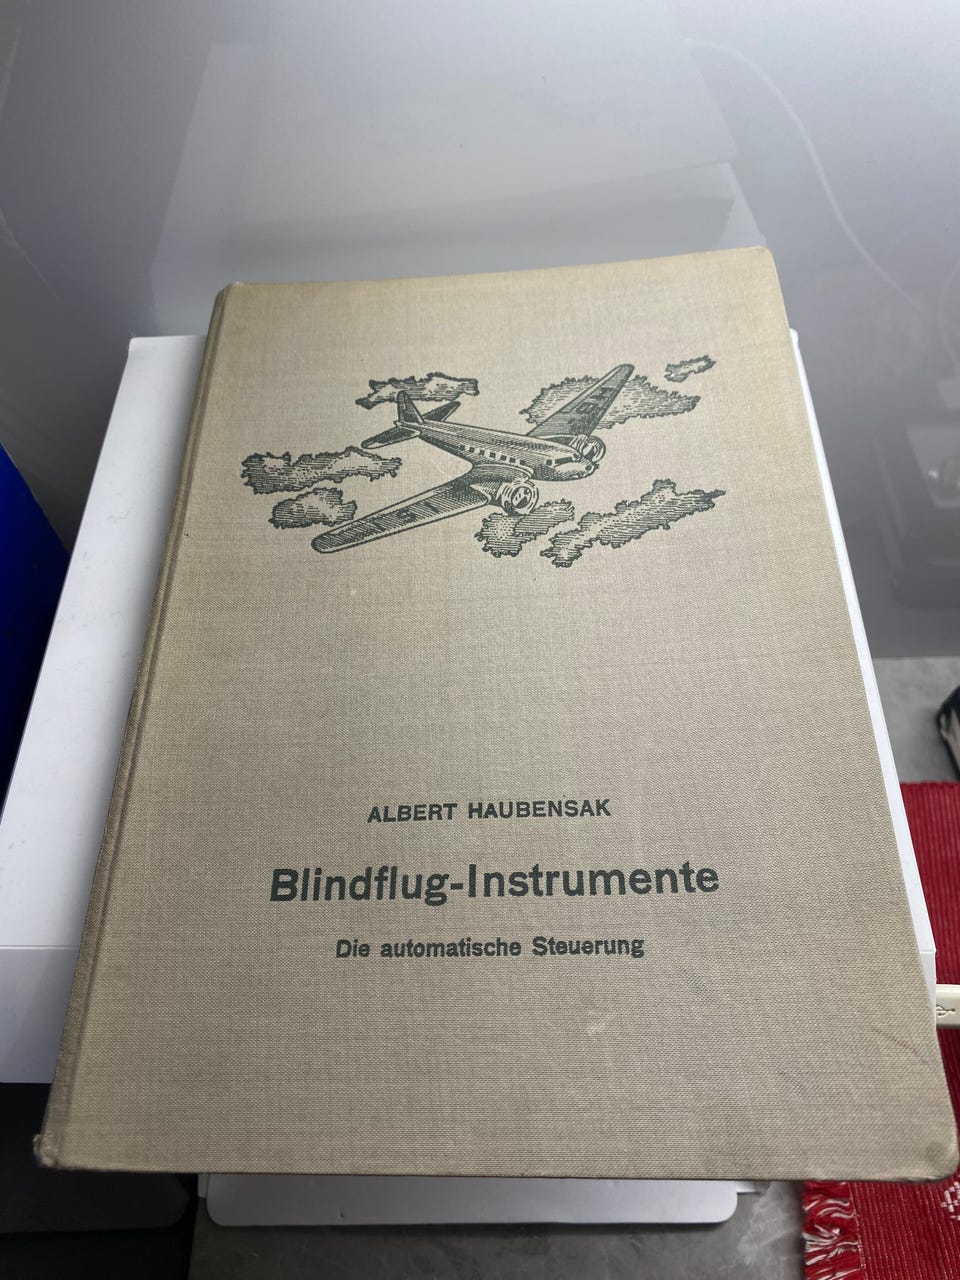 ALBERT HAUBENSAK
Blindflug-Instrumente
Die automatische Steuerung